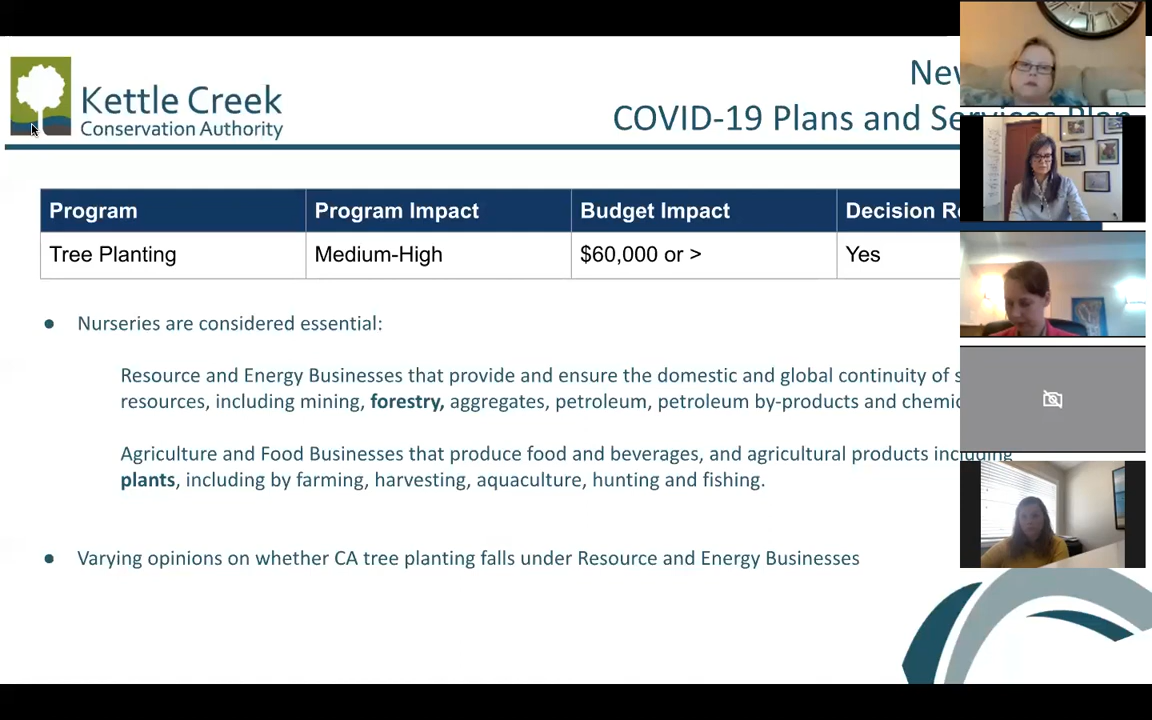 Kettle Creek
Conservation Authority
COVID-19 Plans and Services Plan
Program Program Impact Budget Impact Decision
Tree Planting Medium-High $60,000 or > Yes
● Nurseries are considered essential:
Resource and Energy Businesses that provide and ensure the domestic and global continuity of
resources, including mining, forestry, aggregates, petroleum, petroleum by-products and
Agriculture and Food Businesses that produce food and beverages, and agricultural products including
plants, including by farming, harvesting, aquaculture, hunting and fishing.
● Varying opinions on whether CA tree planting falls under Resource and Energy Businesses